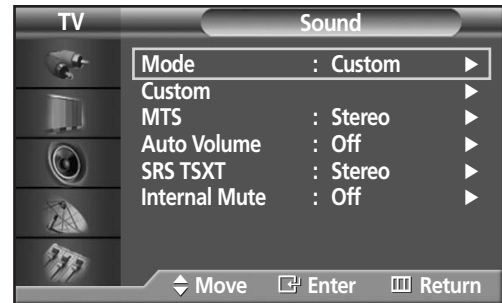 TV Sound
Mode : Custom ▶
Custom ▶
MTS : Stereo ▶
Auto Volume : Off ▶
SRS TSXT : Stereo ▶
Internal Mute : Off ▶
Move Enter Return